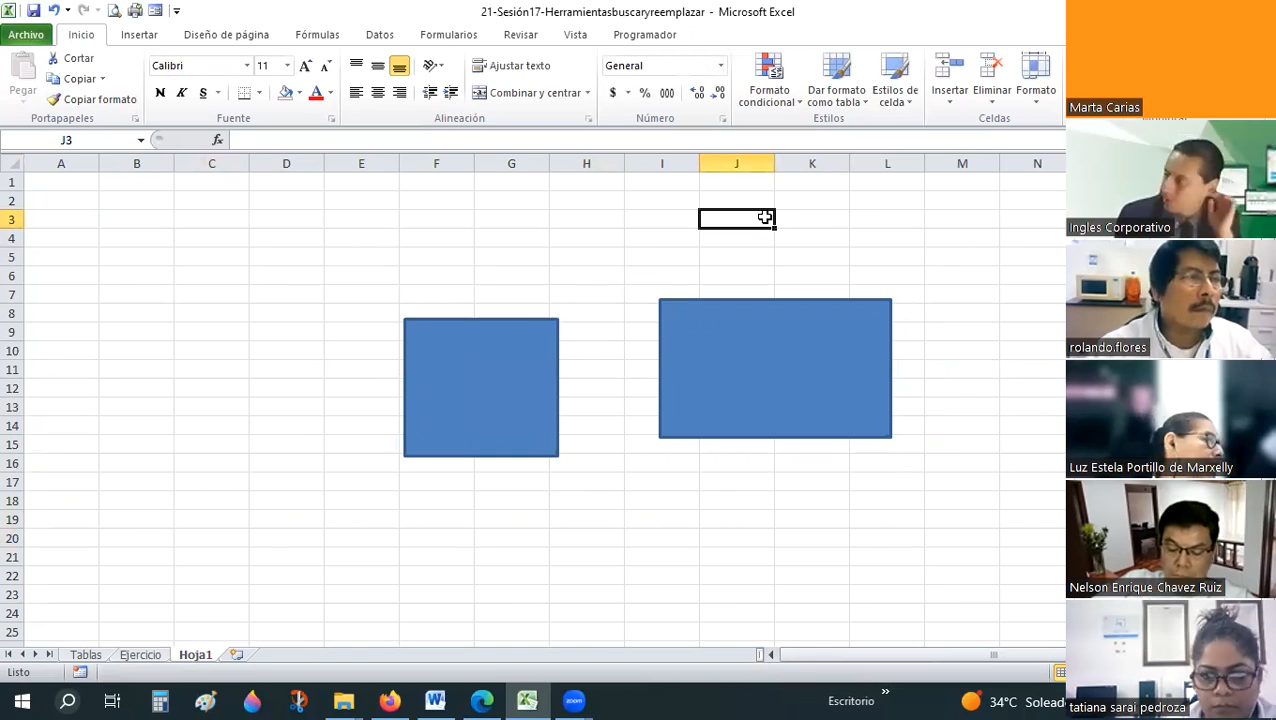 21-Sesión17-Herramientasbuscaryreemplazar - Microsoft Excel
Archivo Inicio Insertar Diseño de página Fórmulas Datos Formularios Revisar Vista Programador
Pegar
Cortar
Copiar
Copiar formato
Portapapeles
Calibri 11
N K S
Fuente
Ajustar texto
Combinar y centrar
Alineación
General
$ % 000
Número
Formato condicional
Dar formato como tabla
Estilos de celda
Estilos
Insertar Eliminar Formato
Celdas
J3 fx
A B C D E F G H I J K L M N
1
2
3
4
5
6
7
8
9
10
11
12
13
14
15
16
17
18
19
20
21
22
23
24
25
Tablas Ejercicio Hoja1
Listo
Escritorio » 34°C Soleado
Marta Carias
Ingles Corporativo
rolando.flores
Luz Estela Portillo de Marxelly
Nelson Enrique Chavez Ruiz
tatiana sarai pedroza